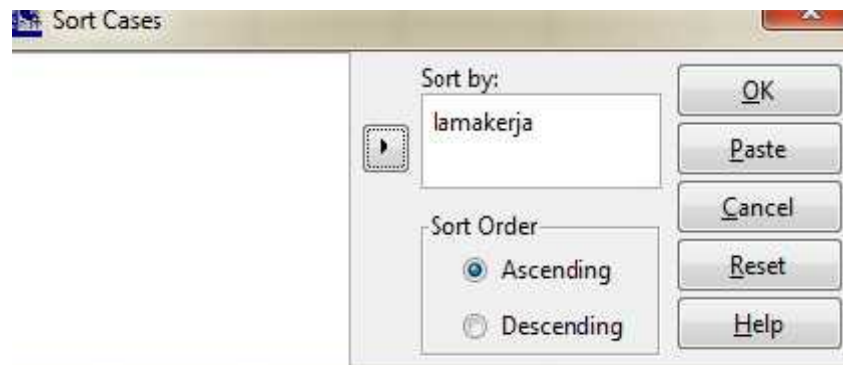 Sort Cases
Sort by:
lamakerja
Sort Order
Ascending
Descending
OK
Paste
Cancel
Reset
Help